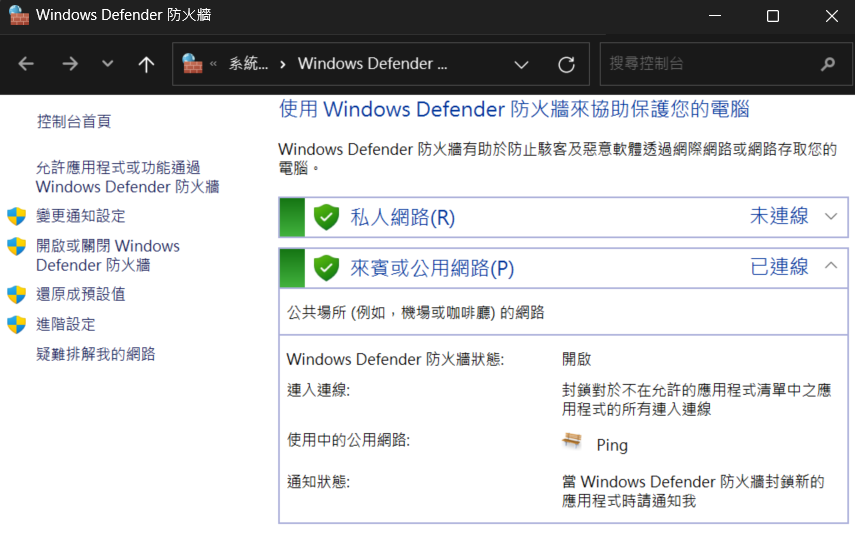 Windows Defender 防火牆
« 系統... › Windows Defender ...
搜尋控制台
控制台首頁
允許應用程式或功能通過
Windows Defender 防火牆
變更通知設定
開啟或關閉 Windows
Defender 防火牆
還原成預設值
進階設定
疑難排解我的網路
使用 Windows Defender 防火牆來協助保護您的電腦
Windows Defender 防火牆有助於防止駭客及惡意軟體透過網際網路或網路存取您的
電腦。
私人網路(R) 未連線
來賓或公用網路(P) 已連線
公共場所 (例如，機場或咖啡廳) 的網路
Windows Defender 防火牆狀態: 開啟
連入連線: 封鎖對於不在允許的應用程式清單中之應
用程式的所有連入連線
使用中的公用網路: Ping
通知狀態: 當 Windows Defender 防火牆封鎖新的
應用程式時請通知我